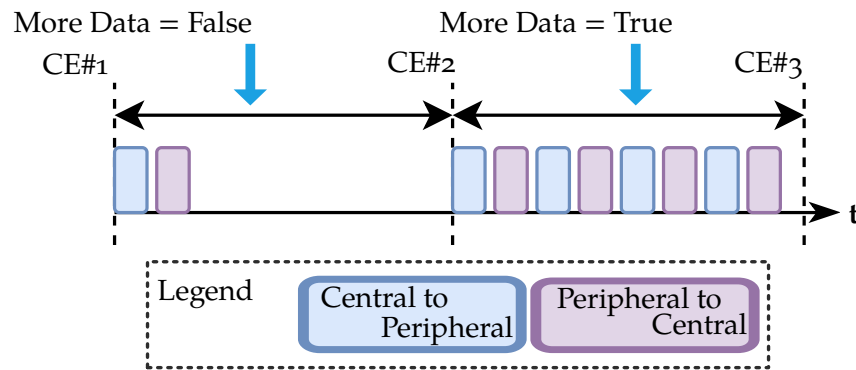 More Data = False
More Data = True
CE#1
CE#2
CE#3
t
Legend
Central to
Peripheral
Peripheral to
Central